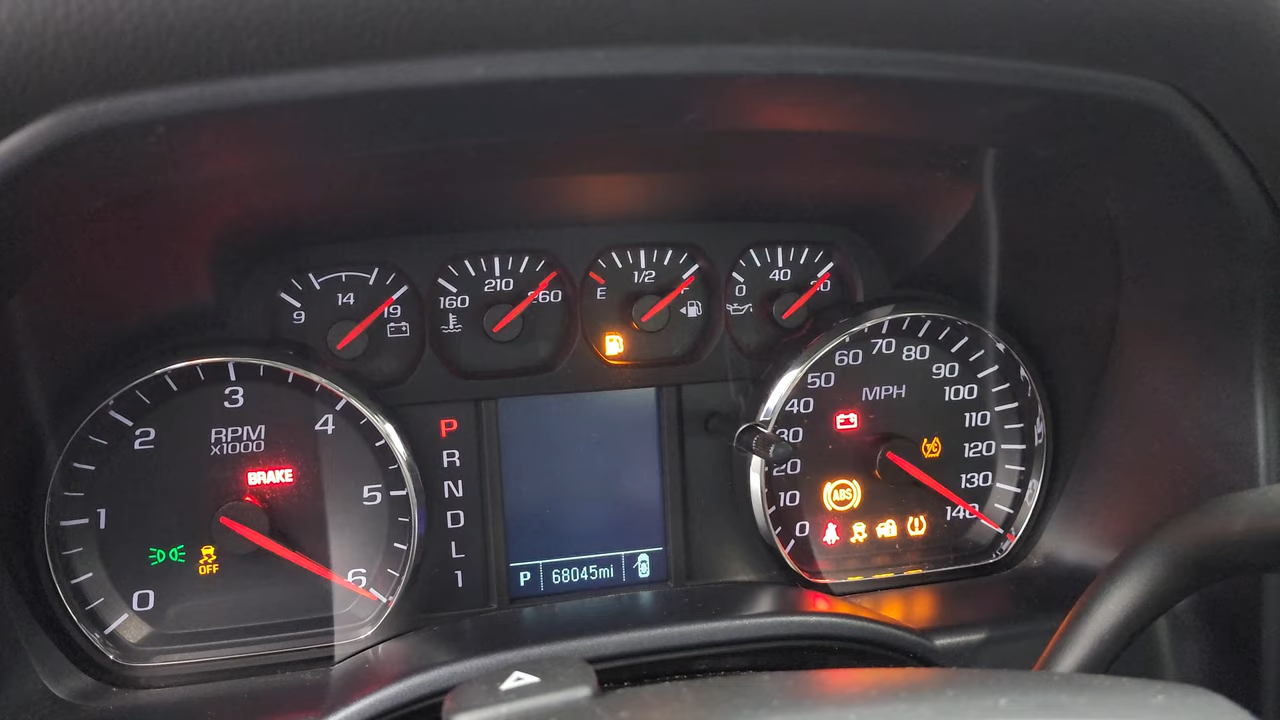 9 14 19
160 210 260
E 1/2 F
0 40 80
0 1 2 3 4 5 6
RPM
X1000
BRAKE
OFF
P
R
N
D
L
1
P 68045mi
0 10 20 30 40 50 60 70 80 90 100 110 120 130 140
MPH
T/C
ABS